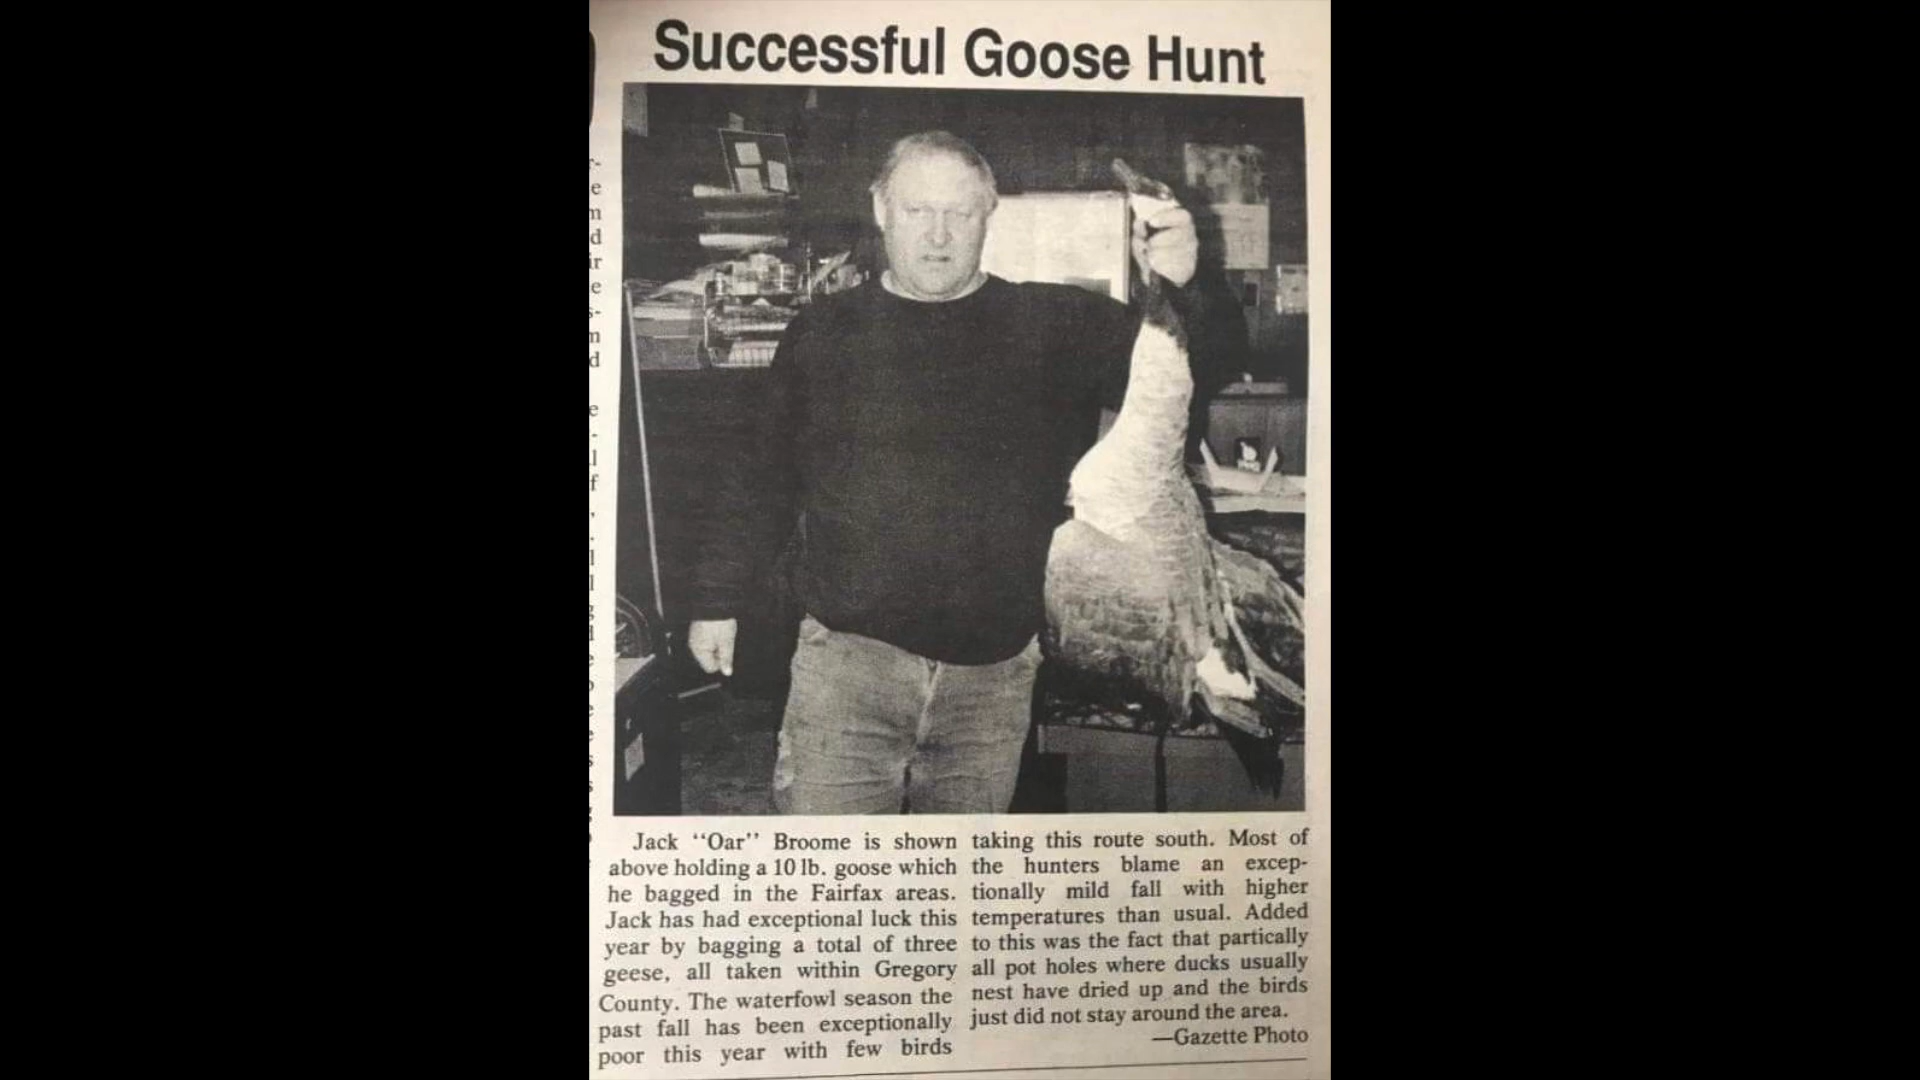 Successful Goose Hunt
Jack “Oar” Broome is shown
above holding a 10 lb. goose which
he bagged in the Fairfax areas.
Jack has had exceptional luck this
year by bagging a total of three
geese, all taken within Gregory
County. The waterfowl season the
past fall has been exceptionally
poor this year with few birds
taking this route south. Most of
the hunters blame an excep-
tionally mild fall with higher
temperatures than usual. Added
to this was the fact that partically
all pot holes where ducks usually
nest have dried up and the birds
just did not stay around the area.
—Gazette Photo